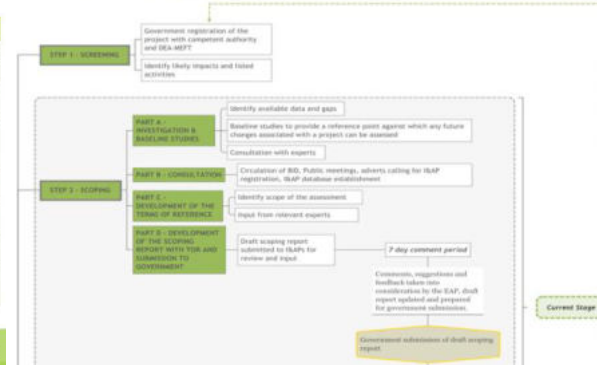 Government registration of the
project with competent authority
and DEA-MEFT
STEP 1 - SCREENING
Identify likely impacts and listed
activities
Identify available data and gaps
PART A -
INVESTIGATION &
BASELINE STUDIES
Baseline studies to provide a reference point against which any future
changes associated with a project can be assessed
Consultation with experts
PART B - CONSULTATION
Circulation of BID, Public meetings, adverts calling for I&AP
registration, I&AP database establishment
STEP 2 - SCOPING
PART C -
DEVELOPMENT OF THE
TERMS OF REFERENCE
Identify scope of the assessment
Input from relevant experts
PART D - DEVELOPMENT
OF THE SCOPING
REPORT WITH TOR AND
SUBMISSION TO
GOVERNMENT
Draft scoping report
submitted to I&APs for
review and input
7 day comment period
Comments, suggestions and
feedback taken into
consideration by the EAP, draft
report updated and prepared
for government submission.
Current Stage
Government submission of draft scoping
report